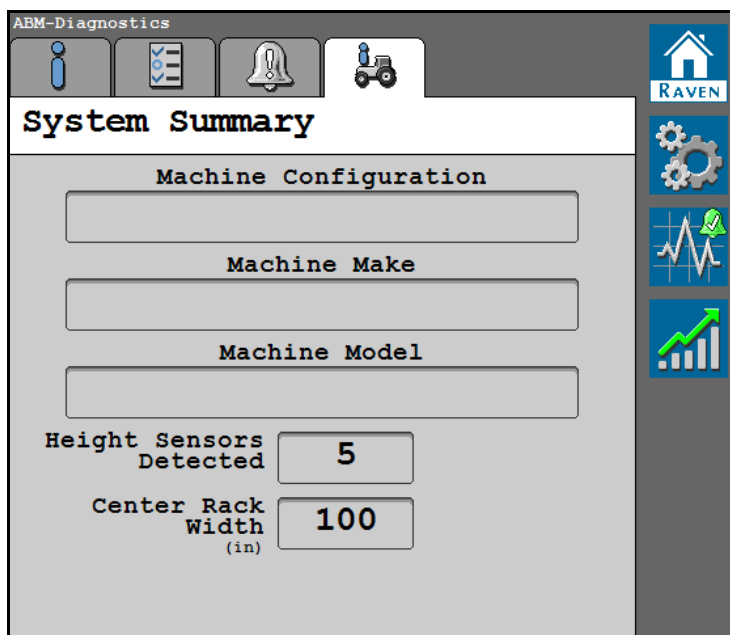 ABM-Diagnostics
RAVEN
System Summary
Machine Configuration
Machine Make
Machine Model
Height Sensors
Detected
5
Center Rack
Width
(in)
100